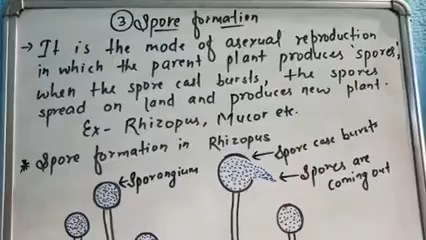 ③ Spore formation
→ It is the mode of asexual reproduction
in which the parent plant produces 'spores',
when the spore cast bursts, the spores
spread on land and produces new plant.
Ex- Rhizopus, Mucor etc.
* Spore formation in Rhizopus
Spore case bursts
Sporangium
Spores are
coming out